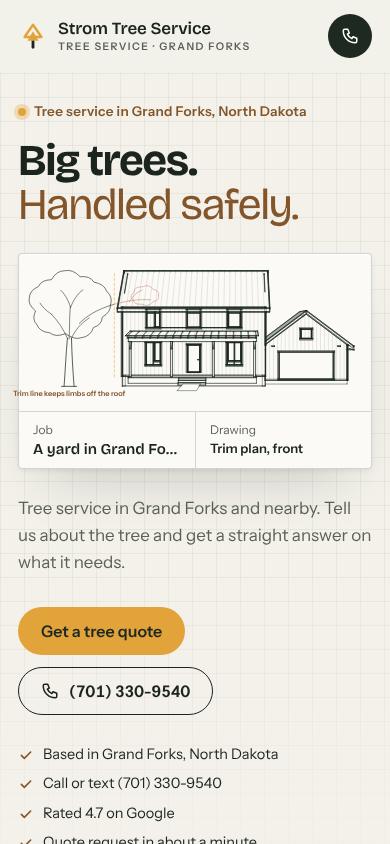 Strom Tree Service
TREE SERVICE · GRAND FORKS
Tree service in Grand Forks, North Dakota
Big trees.
Handled safely.
Trim line keeps limbs off the roof
Job
A yard in Grand Fo...
Drawing
Trim plan, front
Tree service in Grand Forks and nearby. Tell
us about the tree and get a straight answer on
what it needs.
Get a tree quote
(701) 330-9540
Based in Grand Forks, North Dakota
Call or text (701) 330-9540
Rated 4.7 on Google
Quote request in about a minute